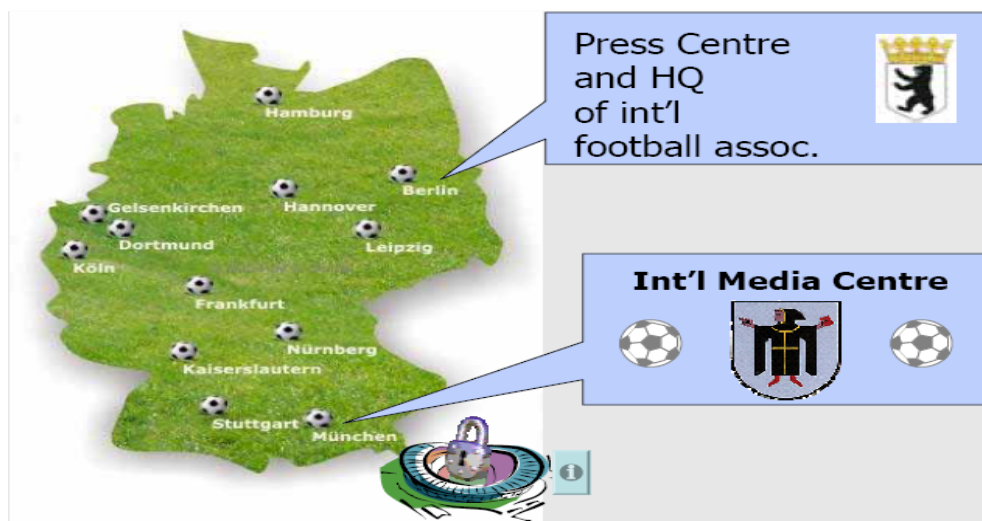 Press Centre
and HQ
of int'l
football assoc.
Hamburg
Berlin
Hannover
Gelsenkirchen
Dortmund
Leipzig
Köln
Frankfurt
Int'l Media Centre
Nürnberg
Kaiserslautern
Stuttgart
München
i